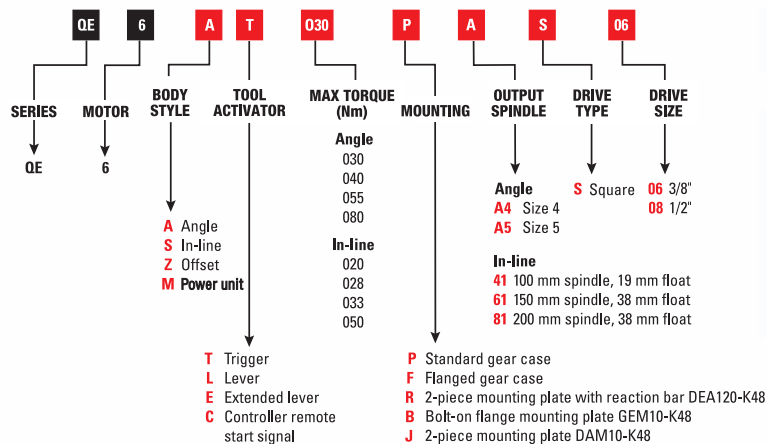 QE 6 A T 030 P A S 06
SERIES MOTOR BODY STYLE TOOL ACTIVATOR MAX TORQUE (Nm) MOUNTING OUTPUT SPINDLE DRIVE TYPE DRIVE SIZE
QE
6
A Angle
S In-line
Z Offset
M Power unit
T Trigger
L Lever
E Extended lever
C Controller remote
start signal
Angle
030
040
055
080
In-line
020
028
033
050
P Standard gear case
F Flanged gear case
R 2-piece mounting plate with reaction bar DEA120-K48
B Bolt-on flange mounting plate GEM10-K48
J 2-piece mounting plate DAM10-K48
Angle
A4 Size 4
A5 Size 5
In-line
41 100 mm spindle, 19 mm float
61 150 mm spindle, 38 mm float
81 200 mm spindle, 38 mm float
S Square
06 3/8"
08 1/2"